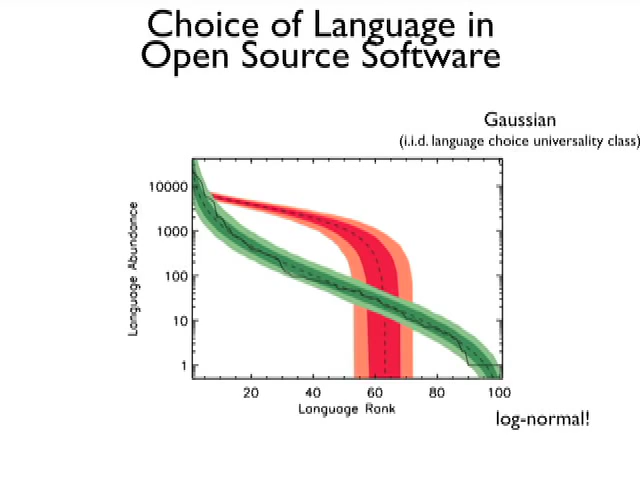 Choice of Language in
Open Source Software
Gaussian
(i.i.d. language choice universality class)
Language Abundance
10000
1000
100
10
1
20 40 60 80 100
Language Rank
log-normal!